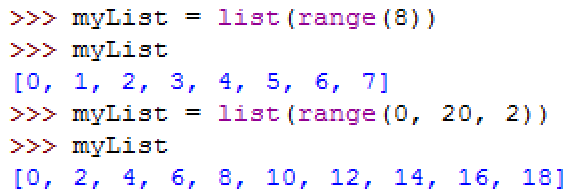 >>> myList = list(range(8))
>>> myList
[0, 1, 2, 3, 4, 5, 6, 7]
>>> myList = list(range(0, 20, 2))
>>> myList
[0, 2, 4, 6, 8, 10, 12, 14, 16, 18]